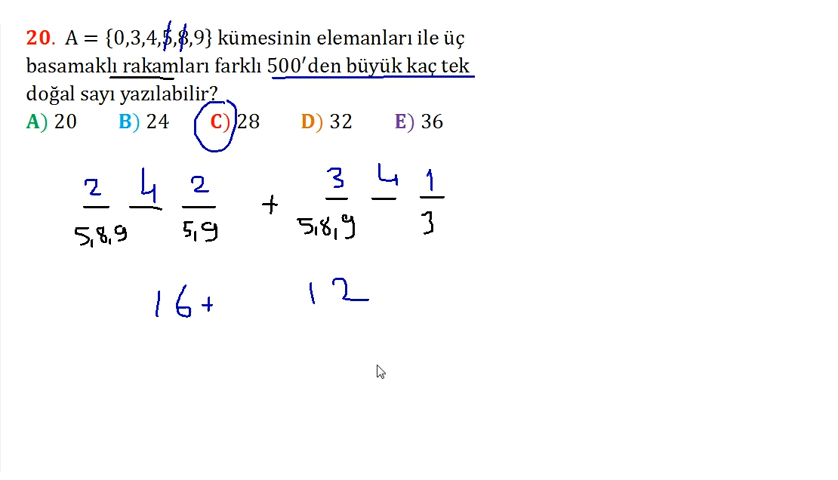 20. A = {0,3,4,5,8,9} kümesinin elemanları ile üç
basamaklı rakamları farklı 500'den büyük kaç tek
doğal sayı yazılabilir?
A) 20 B) 24 C) 28 D) 32 E) 36
2 4 2 + 3 4 1
5,8,9 5,9 5,8,9 3
16+ 12